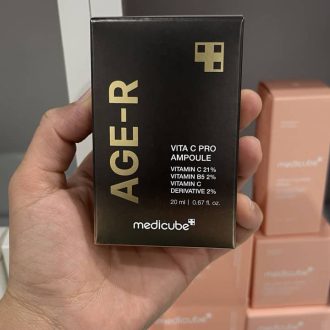 AGE-R
VITA C PRO
AMPOULE
VITAMIN C 21%
VITAMIN B5 2%
VITAMIN C
DERIVATIVE 2%
20 ml | 0.67 fl. oz.
medicube
medicube
medicube